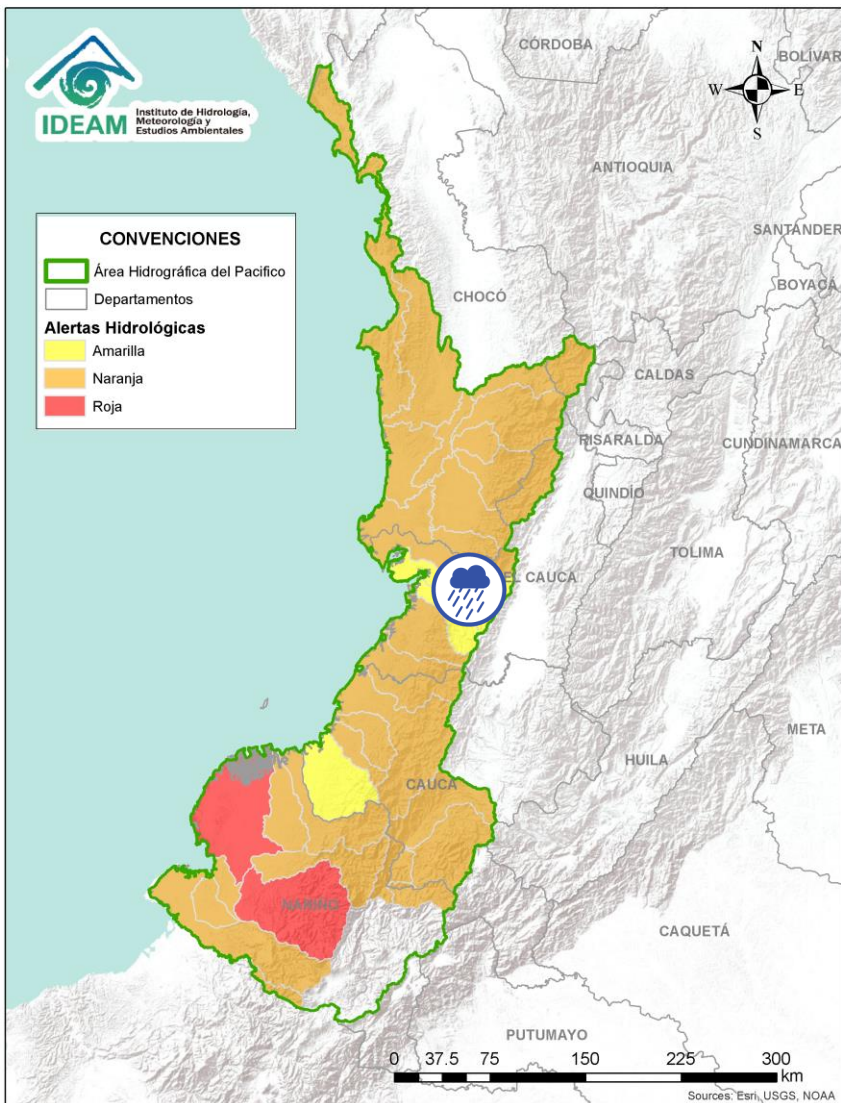 IDEAM
Instituto de Hidrología,
Meteorología y
Estudios Ambientales
CÓRDOBA
BOLÍVAR
N
W
E
S
ANTIOQUIA
SANTANDER
BOYACÁ
CONVENCIONES
Área Hidrográfica del Pacifico
Departamentos
Alertas Hidrológicas
Amarilla
Naranja
Roja
CHOCÓ
CALDAS
RISARALDA
CUNDINAMARCA
QUINDÍO
TOLIMA
EL CAUCA
META
HUILA
CAUCA
NARIÑO
CAQUETÁ
PUTUMAYO
0 37.5 75 150 225 300
km
Sources: Esri, USGS, NOAA